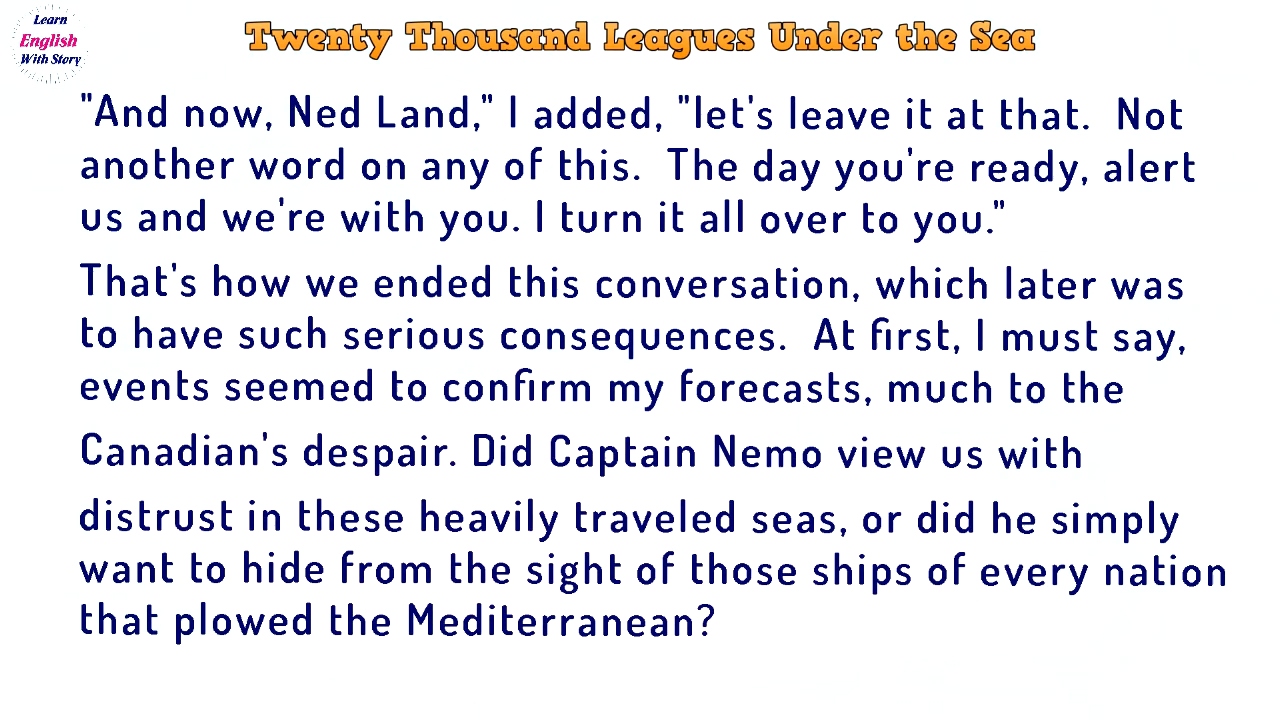 Learn
English
With Story
Twenty Thousand Leagues Under the Sea
"And now, Ned Land," I added, "let's leave it at that.  Not
another word on any of this.  The day you're ready, alert
us and we're with you. I turn it all over to you."
That's how we ended this conversation, which later was
to have such serious consequences.  At first, I must say,
events seemed to confirm my forecasts, much to the
Canadian's despair. Did Captain Nemo view us with
distrust in these heavily traveled seas, or did he simply
want to hide from the sight of those ships of every nation
that plowed the Mediterranean?